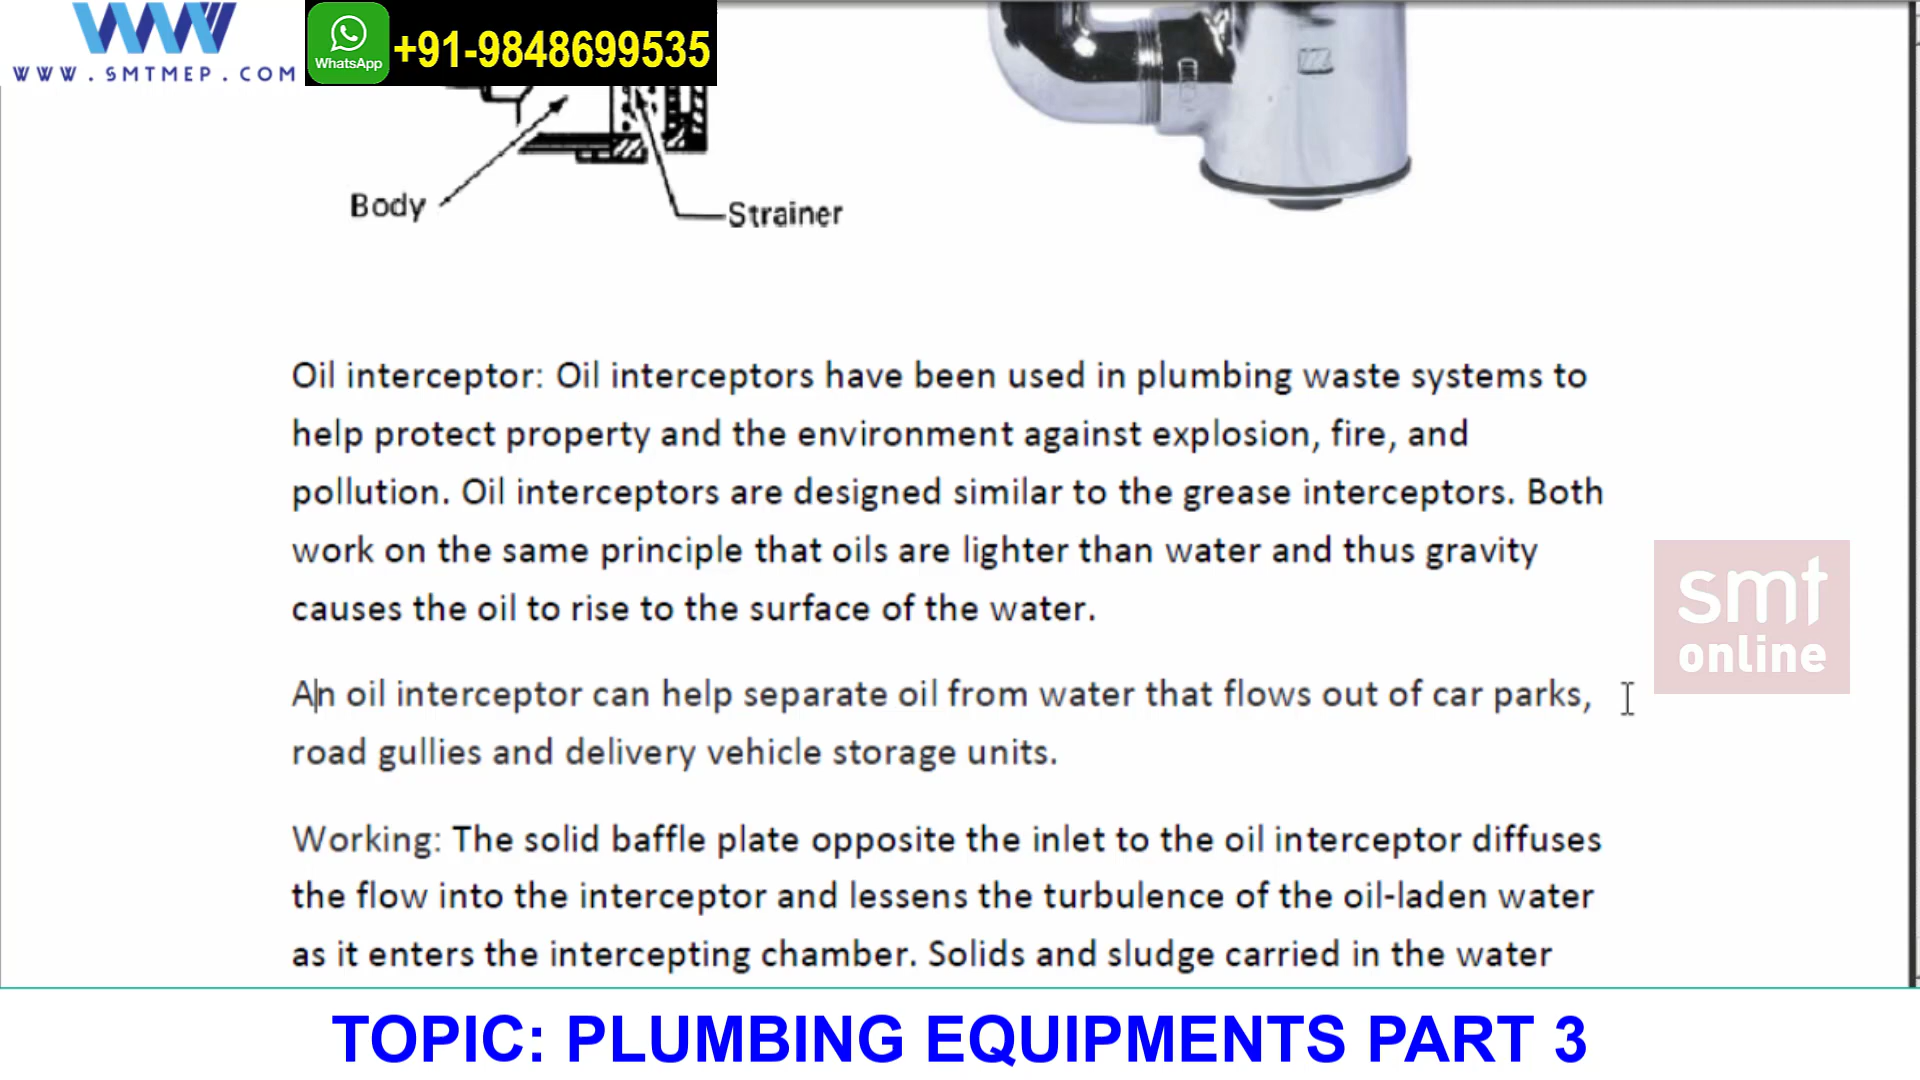 WWW.SMTMEP.COM
WhatsApp
+91-9848699535
Body
Strainer
Oil interceptor: Oil interceptors have been used in plumbing waste systems to
help protect property and the environment against explosion, fire, and
pollution. Oil interceptors are designed similar to the grease interceptors. Both
work on the same principle that oils are lighter than water and thus gravity
causes the oil to rise to the surface of the water.
smt
online
An oil interceptor can help separate oil from water that flows out of car parks,
road gullies and delivery vehicle storage units.
Working: The solid baffle plate opposite the inlet to the oil interceptor diffuses
the flow into the interceptor and lessens the turbulence of the oil-laden water
as it enters the intercepting chamber. Solids and sludge carried in the water
TOPIC: PLUMBING EQUIPMENTS PART 3